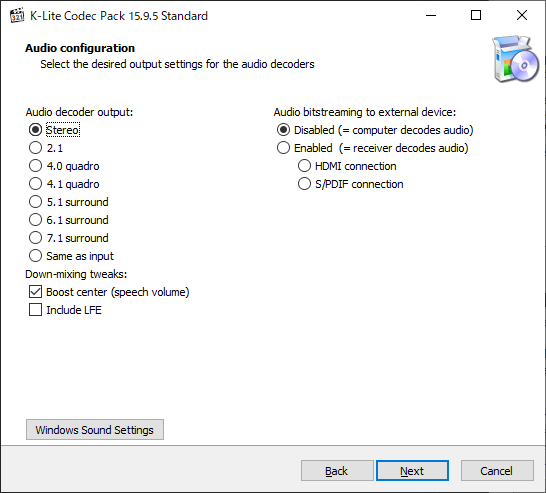 K-Lite Codec Pack 15.9.5 Standard
Audio configuration
Select the desired output settings for the audio decoders
Audio decoder output:
Stereo
2.1
4.0 quadro
4.1 quadro
5.1 surround
6.1 surround
7.1 surround
Same as input
Down-mixing tweaks:
Boost center (speech volume)
Include LFE
Audio bitstreaming to external device:
Disabled (= computer decodes audio)
Enabled (= receiver decodes audio)
HDMI connection
S/PDIF connection
Windows Sound Settings
Back
Next
Cancel